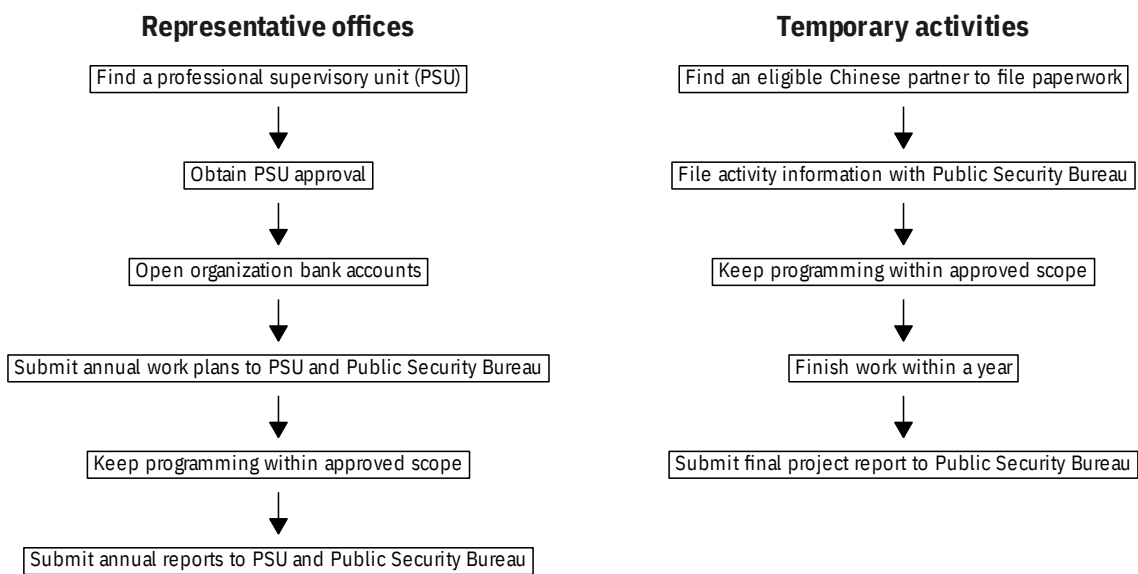 Representative offices
Find a professional supervisory unit (PSU)
Obtain PSU approval
Open organization bank accounts
Submit annual work plans to PSU and Public Security Bureau
Keep programming within approved scope
Submit annual reports to PSU and Public Security Bureau
Temporary activities
Find an eligible Chinese partner to file paperwork
File activity information with Public Security Bureau
Keep programming within approved scope
Finish work within a year
Submit final project report to Public Security Bureau